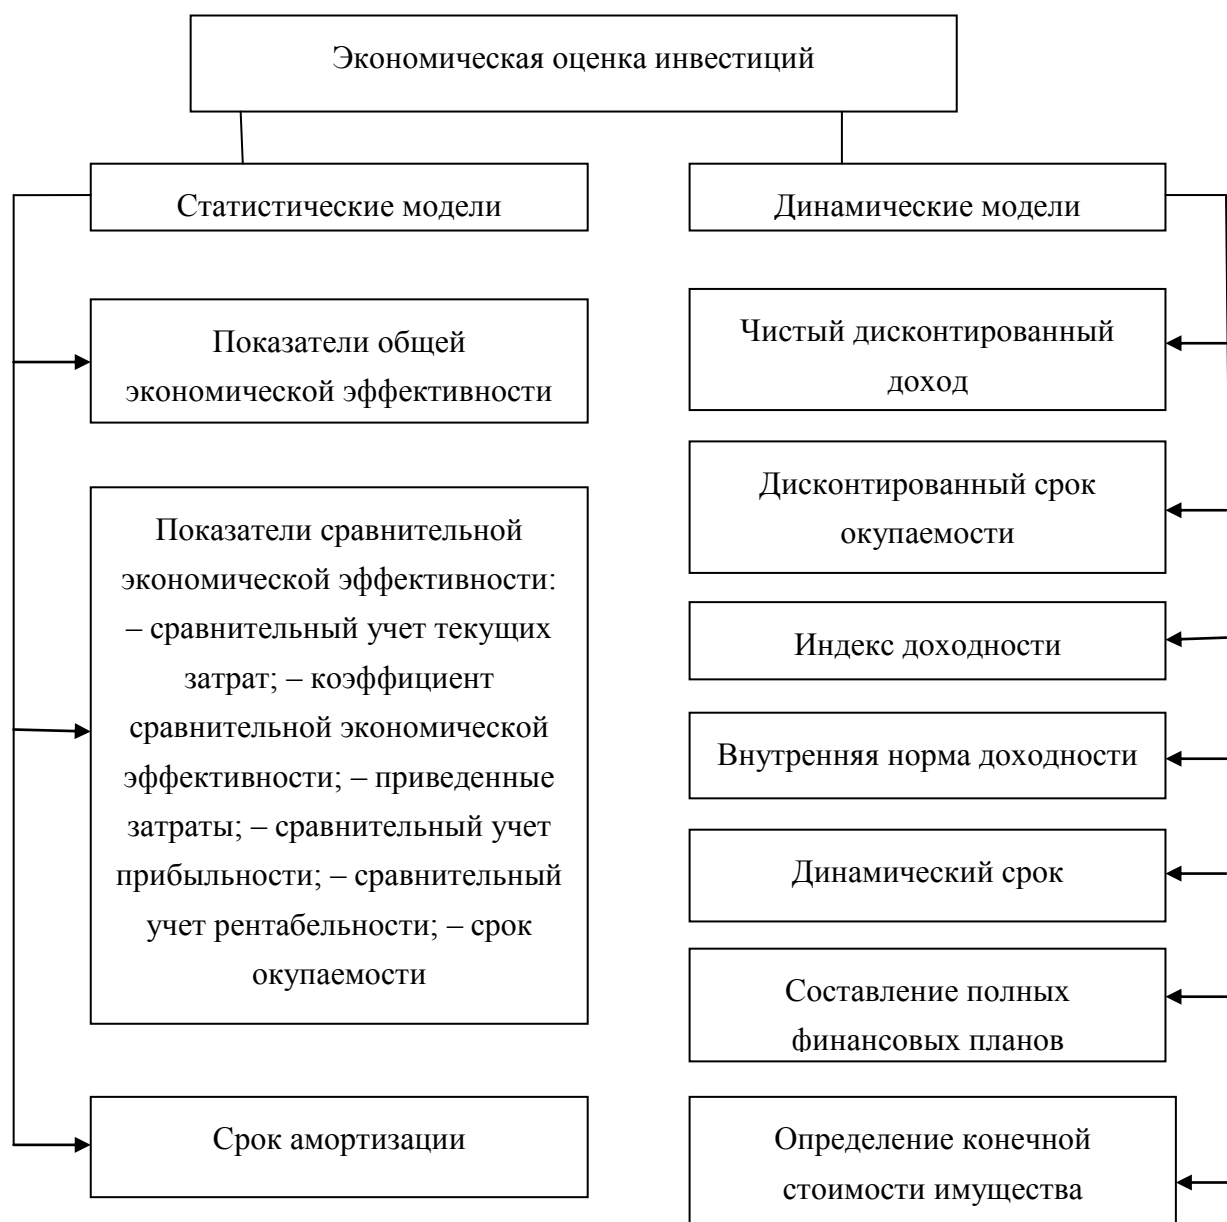 Экономическая оценка инвестиций
Статистические модели
Показатели общей
экономической эффективности
Показатели сравнительной
экономической эффективности:
– сравнительный учет текущих
затрат; – коэффициент
сравнительной экономической
эффективности; – приведенные
затраты; – сравнительный учет
прибыльности; – сравнительный
учет рентабельности; – срок
окупаемости
Срок амортизации
Динамические модели
Чистый дисконтированный
доход
Дисконтированный срок
окупаемости
Индекс доходности
Внутренняя норма доходности
Динамический срок
Составление полных
финансовых планов
Определение конечной
стоимости имущества